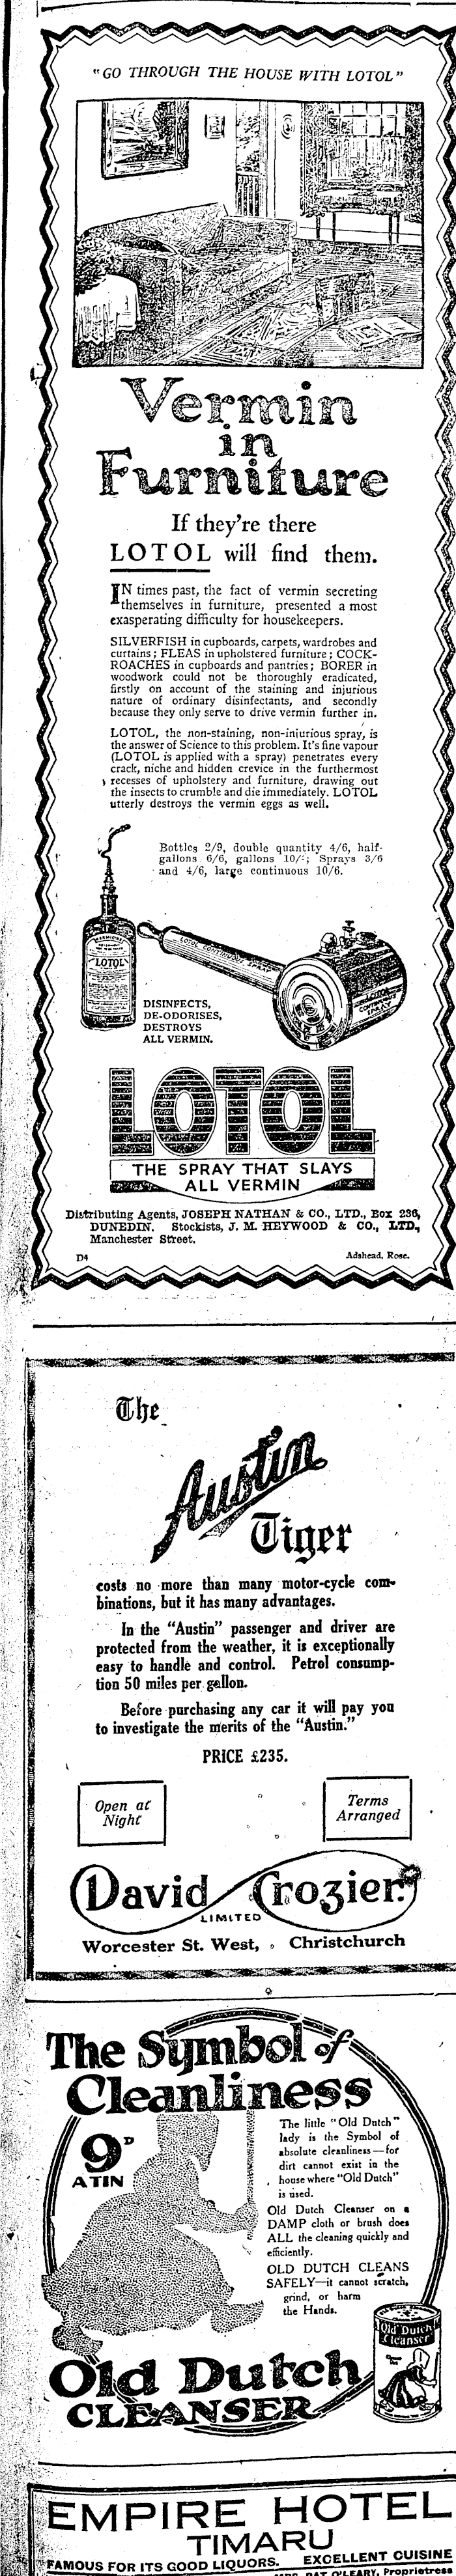 "GO THROUGH THE HOUSE WITH LOTOL"
Vermin
in
Furniture
If they're there
LOTOL will find them.
IN times past, the fact of vermin secreting
themselves in furniture, presented a most
exasperating difficulty for housekeepers.
SILVERFISH in cupboards, carpets, wardrobes and
curtains; FLEAS in upholstered furniture; COCK-
ROACHES in cupboards and pantries; BORER in
woodwork could not be thoroughly eradicated,
firstly on account of the staining and injurious
nature of ordinary disinfectants, and secondly
because they only serve to drive vermin further in.
LOTOL, the non-staining, non-injurious spray, is
the answer of Science to this problem. It's fine vapour
(LOTOL is applied with a spray) penetrates every
crack, niche and hidden crevice in the furthermost
recesses of upholstery and furniture, drawing out
the insects to crumble and die immediately. LOTOL
utterly destroys the vermin eggs as well.
Bottles 2/9, double quantity 4/6, half-
gallons 6/6, gallons 10/-; Sprays 3/6
and 4/6, large continuous 10/6.
LOTOL
LOTOL CONTINUOUS SPRAY
LOTOL
CONTINUOUS
SPRAY
DISINFECTS,
DE-ODORISES,
DESTROYS
ALL VERMIN.
LOTOL
THE SPRAY THAT SLAYS
ALL VERMIN
Distributing Agents, JOSEPH NATHAN & CO., LTD., Box 236,
DUNEDIN. Stockists, J. M. HEYWOOD & CO., LTD.,
Manchester Street.
D4 Adshead, Rose.
The
Austin
Tiger
costs no more than many motor-cycle com-
binations, but it has many advantages.
In the "Austin" passenger and driver are
protected from the weather, it is exceptionally
easy to handle and control. Petrol consump-
tion 50 miles per gallon.
Before purchasing any car it will pay you
to investigate the merits of the "Austin."
PRICE £235.
Open at
Night
Terms
Arranged
David Crozier
LIMITED
Worcester St. West, Christchurch
The Symbol of
Cleanliness
9D
A TIN
The little "Old Dutch"
lady is the Symbol of
absolute cleanliness—for
dirt cannot exist in the
house where "Old Dutch"
is used.
Old Dutch Cleanser on a
DAMP cloth or brush does
ALL the cleaning quickly and
efficiently.
OLD DUTCH CLEANS
SAFELY—it cannot scratch,
grind, or harm
the Hands.
Old Dutch
Cleanser
Old Dutch
CLEANSER
EMPIRE HOTEL
TIMARU
FAMOUS FOR ITS GOOD LIQUORS. EXCELLENT CUISINE
PAT O'LEARY, Proprietress